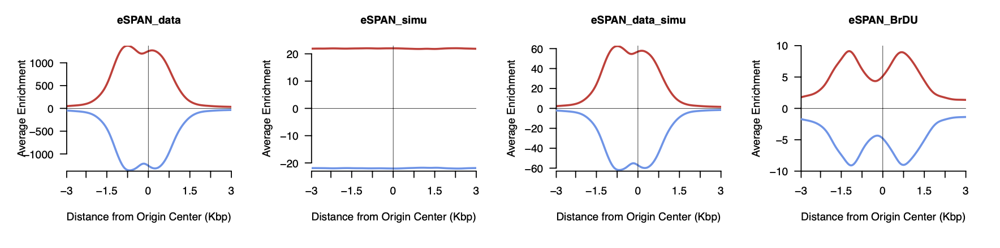 eSPAN_data
Average Enrichment
1000
500
0
−500
−1000
−3 −1.5 0 1.5 3
Distance from Origin Center (Kbp)
eSPAN_simu
Average Enrichment
20
10
0
−10
−20
−3 −1.5 0 1.5 3
Distance from Origin Center (Kbp)
eSPAN_data_simu
Average Enrichment
60
40
20
0
−20
−40
−60
−3 −1.5 0 1.5 3
Distance from Origin Center (Kbp)
eSPAN_BrDU
Average Enrichment
10
5
0
−5
−10
−3 −1.5 0 1.5 3
Distance from Origin Center (Kbp)